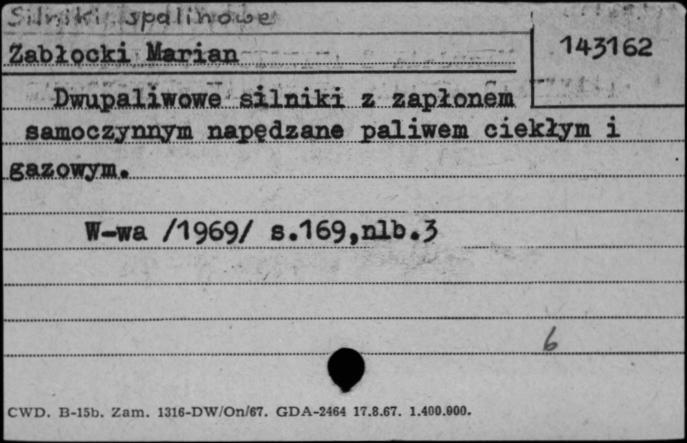 Silniki spalinowe
Zabłocki Marian
143162
Dwupaliwowe silniki z zapłonem
samoczynnym napędzane paliwem ciekłym i
gazowym.
W-wa /1969/ s.169,nlb.3
6
CWD. B-15b. Zam. 1316-DW/On/67. GDA-2464 17.8.67. 1.400.000.